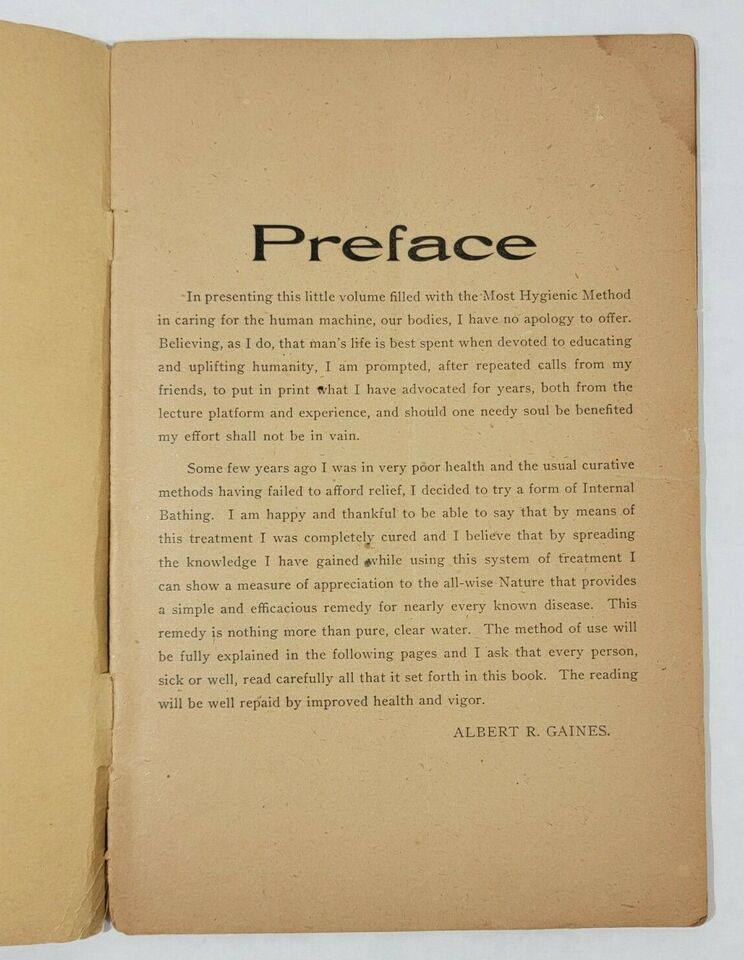 Preface
In presenting this little volume filled with the Most Hygienic Method
in caring for the human machine, our bodies, I have no apology to offer.
Believing, as I do, that man's life is best spent when devoted to educating
and uplifting humanity, I am prompted, after repeated calls from my
friends, to put in print what I have advocated for years, both from the
lecture platform and experience, and should one needy soul be benefited
my effort shall not be in vain.
Some few years ago I was in very poor health and the usual curative
methods having failed to afford relief, I decided to try a form of Internal
Bathing. I am happy and thankful to be able to say that by means of
this treatment I was completely cured and I believe that by spreading
the knowledge I have gained while using this system of treatment I
can show a measure of appreciation to the all-wise Nature that provides
a simple and efficacious remedy for nearly every known disease. This
remedy is nothing more than pure, clear water. The method of use will
be fully explained in the following pages and I ask that every person,
sick or well, read carefully all that it set forth in this book. The reading
will be well repaid by improved health and vigor.
ALBERT R. GAINES.